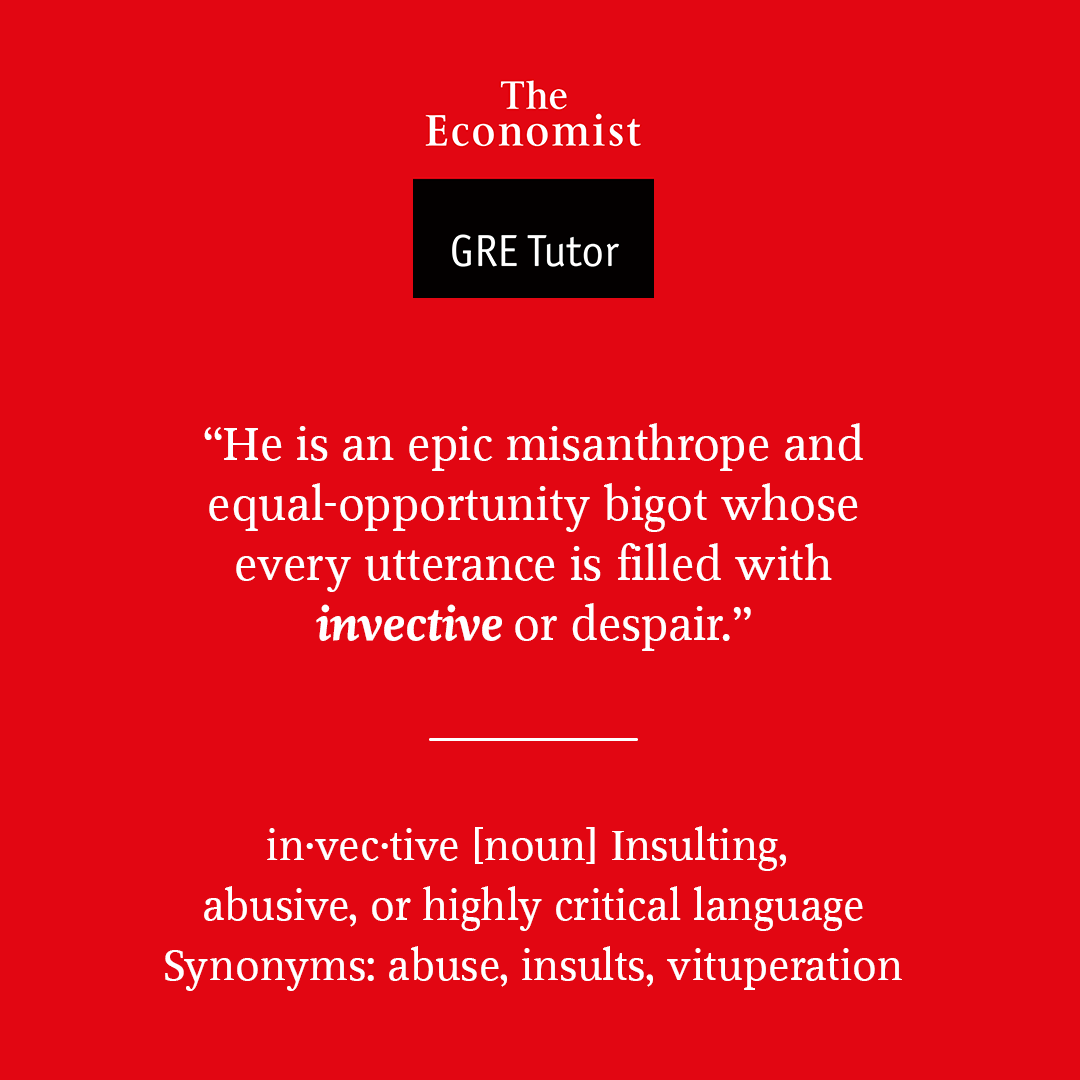 The
Economist
GRE Tutor
“He is an epic misanthrope and
equal-opportunity bigot whose
every utterance is filled with
invective or despair.”
in·vec·tive [noun] Insulting,
abusive, or highly critical language
Synonyms: abuse, insults, vituperation